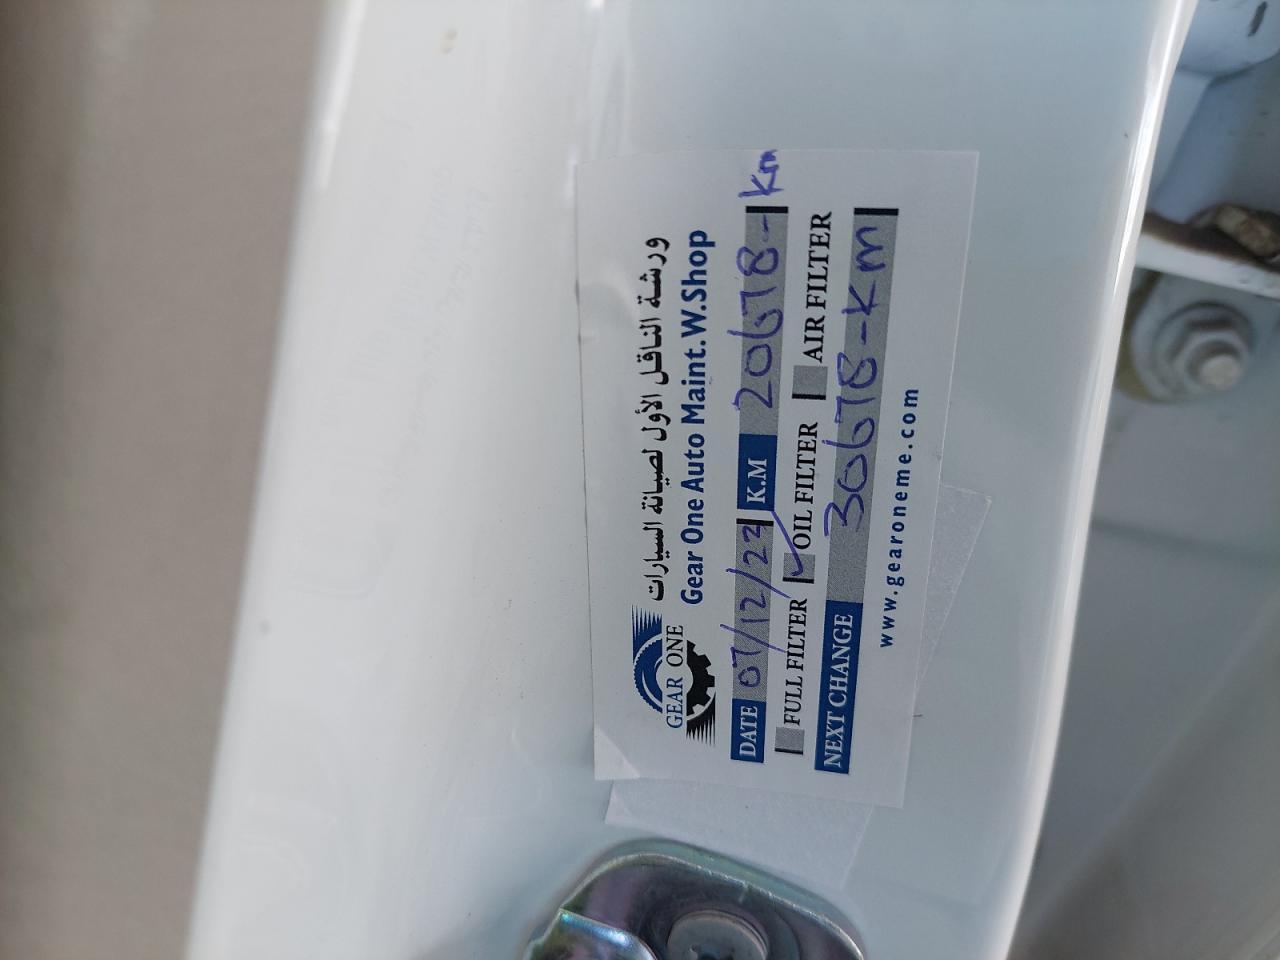 GEAR ONE
ورشة الناقل الأول لصيانة السيارات
Gear One Auto Maint. W.Shop
DATE 07/12/22 K.M 20678-km
FULL FILTER ✓ OIL FILTER AIR FILTER
NEXT CHANGE 30678-KM
www.gearoneme.com